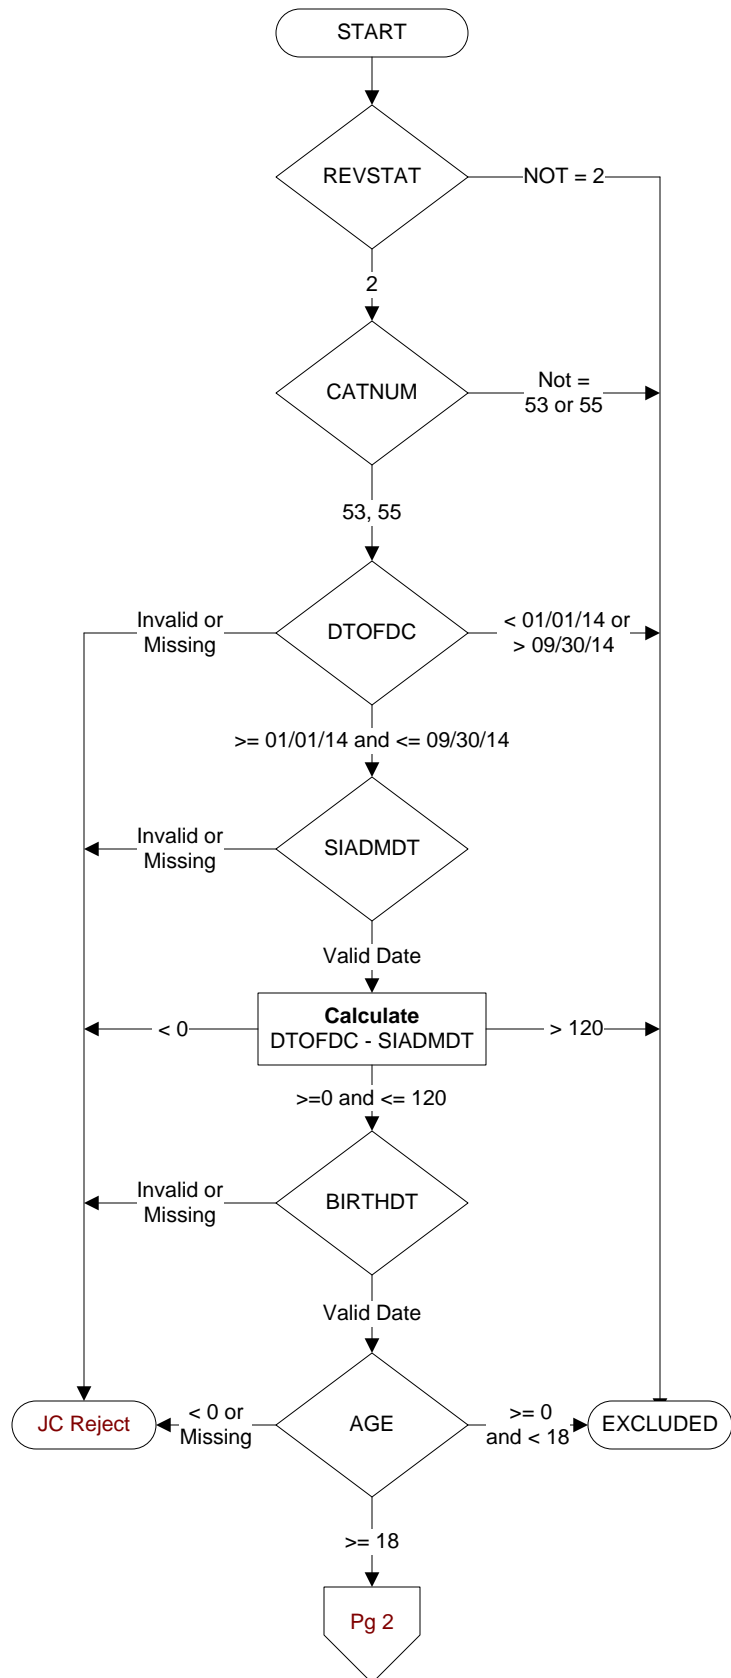 START
REVSTAT
NOT = 2
2
CATNUM
Not =
53 or 55
53, 55
Invalid or
Missing
DTOFDC
< 01/01/14 or
> 09/30/14
>= 01/01/14 and <= 09/30/14
Invalid or
Missing
SIADMDT
Valid Date
< 0
Calculate
DTOFDC - SIADMDT
> 120
>=0 and <= 120
Invalid or
Missing
BIRTHDT
Valid Date
JC Reject
< 0 or
Missing
AGE
>= 0
and < 18
EXCLUDED
>= 18
Pg 2